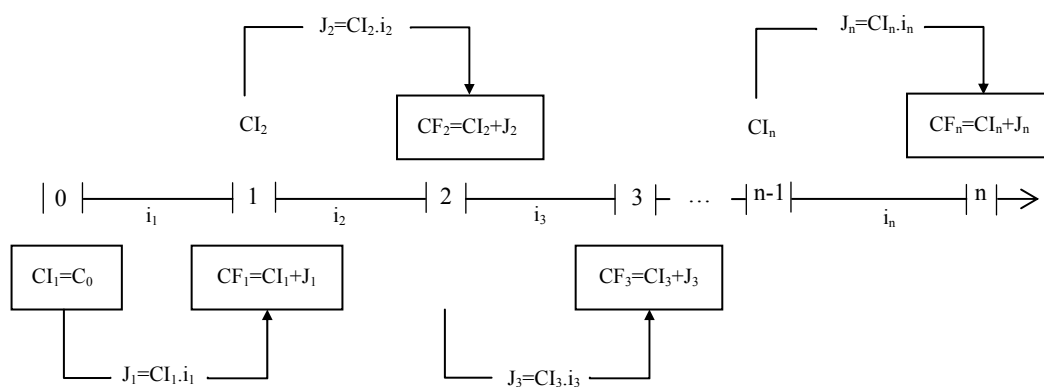 J₂=CI₂.i₂
Jₙ=CIₙ.iₙ
CI₂
CF₂=CI₂+J₂
CIₙ
CFₙ=CIₙ+Jₙ
0 1 2 3 … n-1 n
i₁ i₂ i₃ iₙ
CI₁=C₀
CF₁=CI₁+J₁
CF₃=CI₃+J₃
J₁=CI₁.i₁
J₃=CI₃.i₃